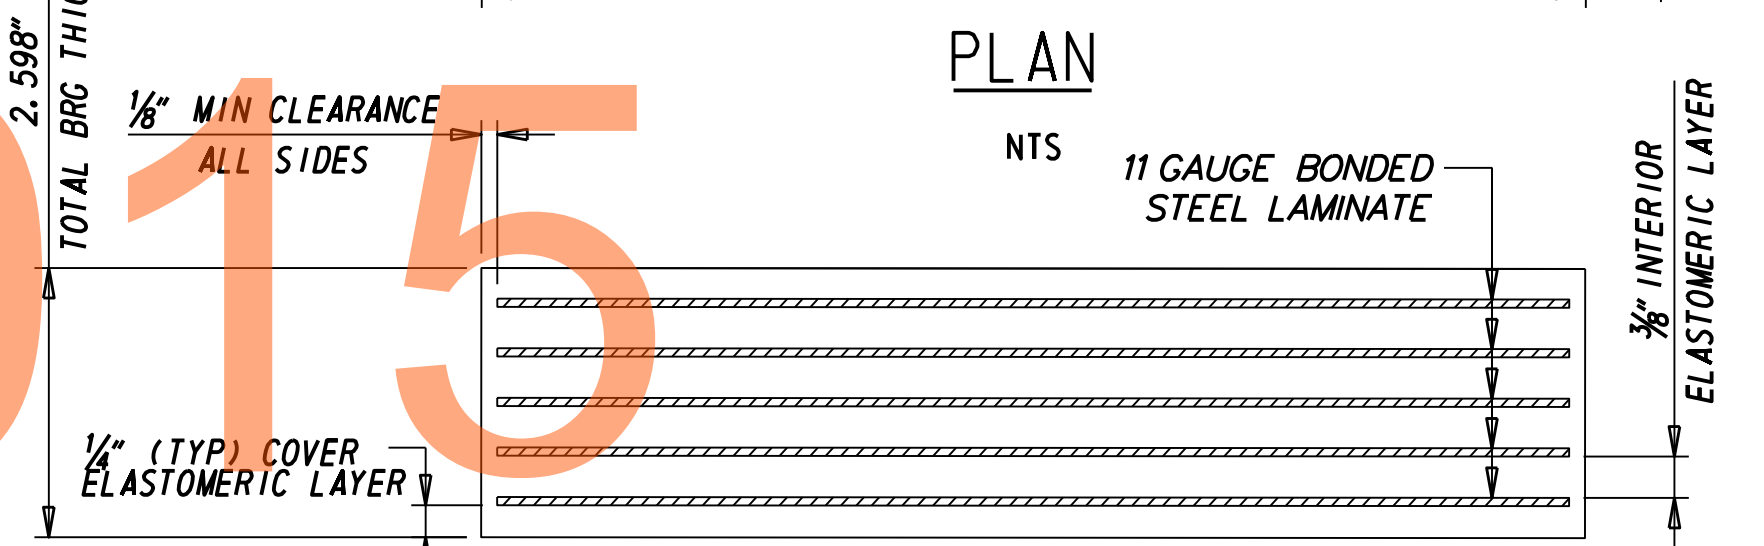 PLAN
NTS
2.598"
TOTAL BRG
1/8" MIN CLEARANCE
ALL SIDES
11 GAUGE BONDED
STEEL LAMINATE
3/8" INTERIOR
ELASTOMERIC LAYER
1/4" (TYP) COVER
ELASTOMERIC LAYER
015